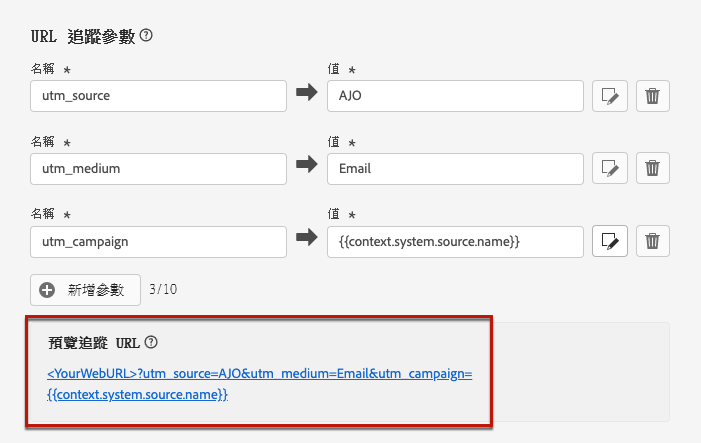 URL 追蹤參數
名稱 * 值 *
utm_source AJO
名稱 * 值 *
utm_medium Email
名稱 * 值 *
utm_campaign {{context.system.source.name}}
新增參數 3/10
預覽追蹤 URL
<YourWebURL>?utm_source=AJO&utm_medium=Email&utm_campaign=
{{context.system.source.name}}